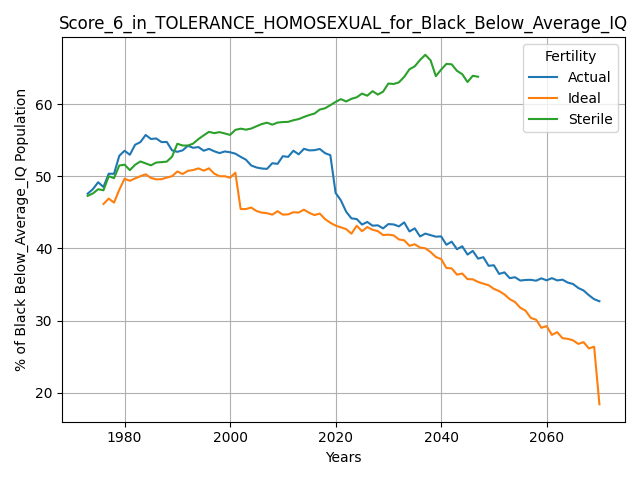 Score_6_in_TOLERANCE_HOMOSEXUAL_for_Black_Below_Average_IQ
Fertility
Actual
Ideal
Sterile
% of Black Below_Average_IQ Population
60
50
40
30
20
1980
2000
2020
2040
2060
Years